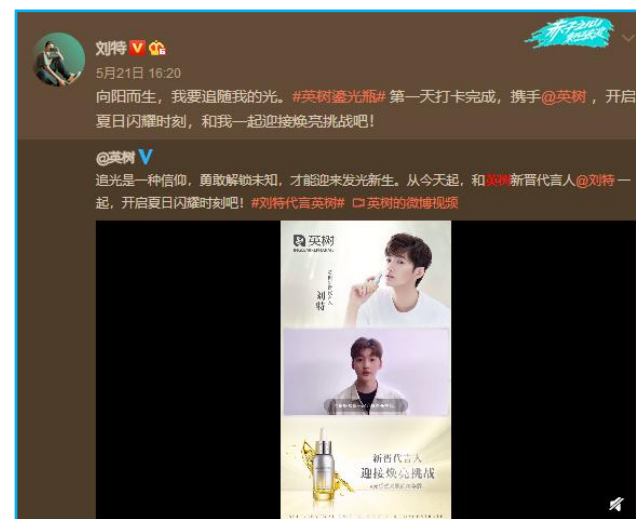 刘特
5月21日 16:20
向阳而生，我要追随我的光。#英树鎏光瓶# 第一天打卡完成，携手@英树 ，开启
夏日闪耀时刻，和我一起迎接焕亮挑战吧！
@英树
追光是一种信仰，勇敢解锁未知，才能迎来发光新生。从今天起，和英树新晋代言人@刘特 一
起，开启夏日闪耀时刻吧！#刘特代言英树# 英树的微博视频
英树
刘特
新晋代言人
迎接焕亮挑战